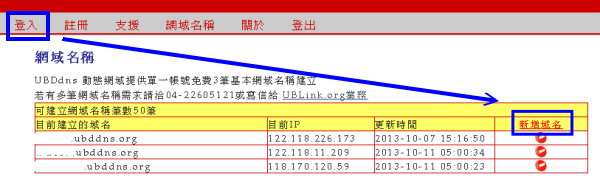 登入 註冊 支援 網域名稱 關於 登出
網域名稱
UBDdns 動態網域提供單一帳號免費3筆基本網域名稱建立
若有多筆網域名稱需求請洽04-22605121或寫信給 UBLink.org業務
可建立網域名稱筆數50筆
目前建立的域名 目前IP 更新時間 新增域名
.ubddns.org 122.118.226.173 2013-10-07 15:16:50
.ubddns.org 122.118.11.209 2013-10-11 05:00:34
.ubddns.org 118.170.120.59 2013-10-11 05:00:23